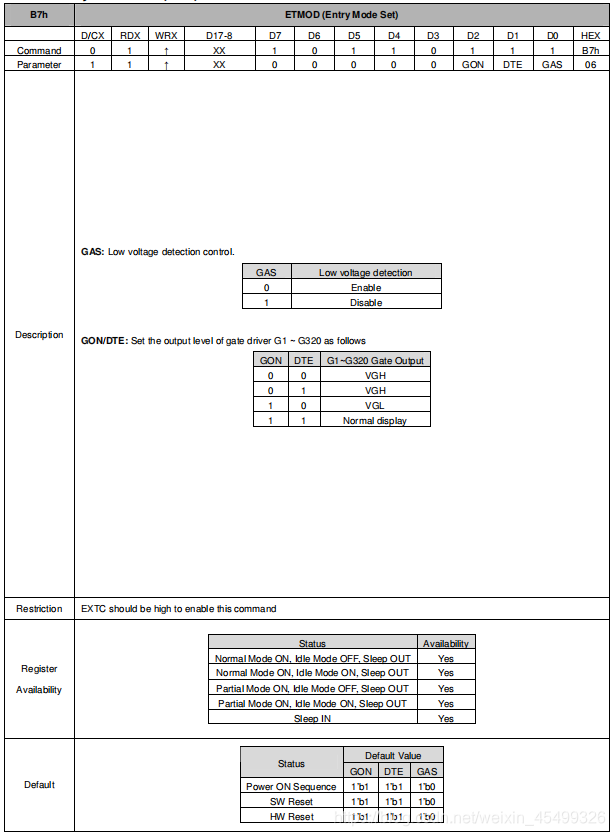 B7h ETMOD (Entry Mode Set)
D/CX RDX WRX D17-8 D7 D6 D5 D4 D3 D2 D1 D0 HEX
Command 0 1 ↑ XX 1 0 1 1 0 1 1 1 B7h
Parameter 1 1 ↑ XX 0 0 0 0 0 GON DTE GAS 06
Description
GAS: Low voltage detection control.
GAS Low voltage detection
0 Enable
1 Disable
GON/DTE: Set the output level of gate driver G1 ~ G320 as follows
GON DTE G1~G320 Gate Output
0 0 VGH
0 1 VGH
1 0 VGL
1 1 Normal display
Restriction EXTC should be high to enable this command
Register
Availability
Status Availability
Normal Mode ON, Idle Mode OFF, Sleep OUT Yes
Normal Mode ON, Idle Mode ON, Sleep OUT Yes
Partial Mode ON, Idle Mode OFF, Sleep OUT Yes
Partial Mode ON, Idle Mode ON, Sleep OUT Yes
Sleep IN Yes
Default
Status Default Value
GON DTE GAS
Power ON Sequence 1'b1 1'b1 1'b0
SW Reset 1'b1 1'b1 1'b0
HW Reset 1'b1 1'b1 1'b0